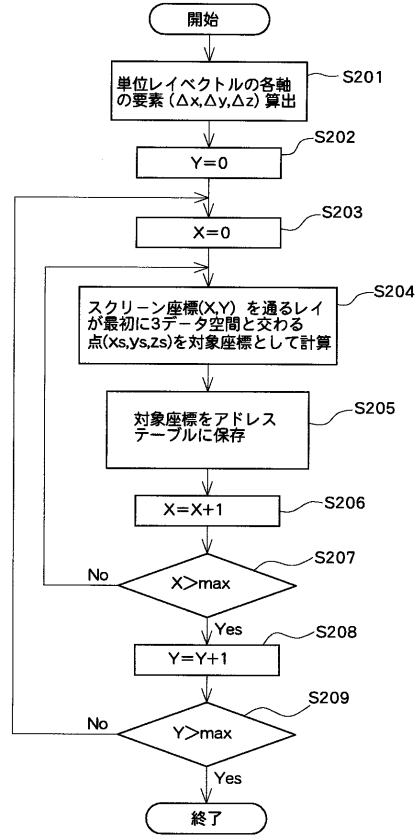 開始
単位レイベクトルの各軸
の要素(Δx,Δy,Δz)算出
S201
Y=0
S202
X=0
S203
スクリーン座標(X,Y) を通るレイ
が最初に3データ空間と交わる
点(xs,ys,zs)を対象座標として計算
S204
対象座標をアドレス
テーブルに保存
S205
X=X+1
S206
X>max
S207
No
Yes
Y=Y+1
S208
Y>max
S209
No
Yes
終了